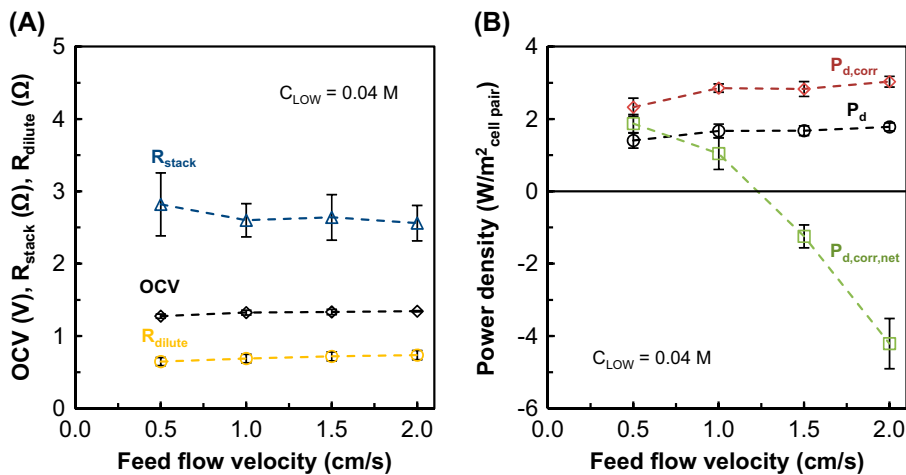 (A)
OCV (V), R_stack (Ω), R_dilute (Ω)
5
4
3
2
1
0
C_LOW = 0.04 M
R_stack
OCV
R_dilute
0.0 0.5 1.0 1.5 2.0
Feed flow velocity (cm/s)
(B)
Power density (W/m²_cell pair)
6
4
2
0
-2
-4
-6
P_d,corr
P_d
P_d,corr,net
C_LOW = 0.04 M
0.0 0.5 1.0 1.5 2.0
Feed flow velocity (cm/s)